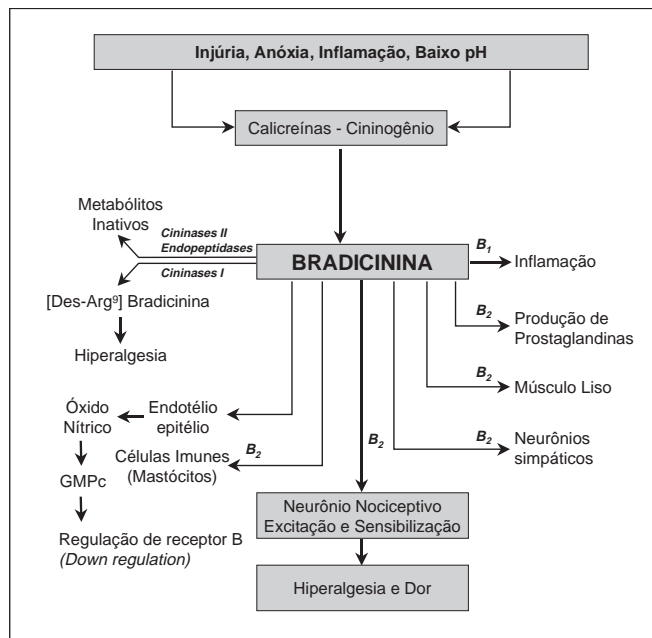 Injúria, Anóxia, Inflamação, Baixo pH
Calicreínas - Cininogênio
Metabólitos
Inativos
Cininases II
Endopeptidases
Cininases I
BRADICININA
B1
Inflamação
[Des-Arg9] Bradicinina
Hiperalgesia
B2
Produção de
Prostaglandinas
B2
Músculo Liso
Óxido
Nítrico
Endotélio
epitélio
B2
Células Imunes
(Mastócitos)
B2
B2
Neurônios
simpáticos
GMPc
Regulação de receptor B
(Down regulation)
Neurônio Nociceptivo
Excitação e Sensibilização
Hiperalgesia e Dor